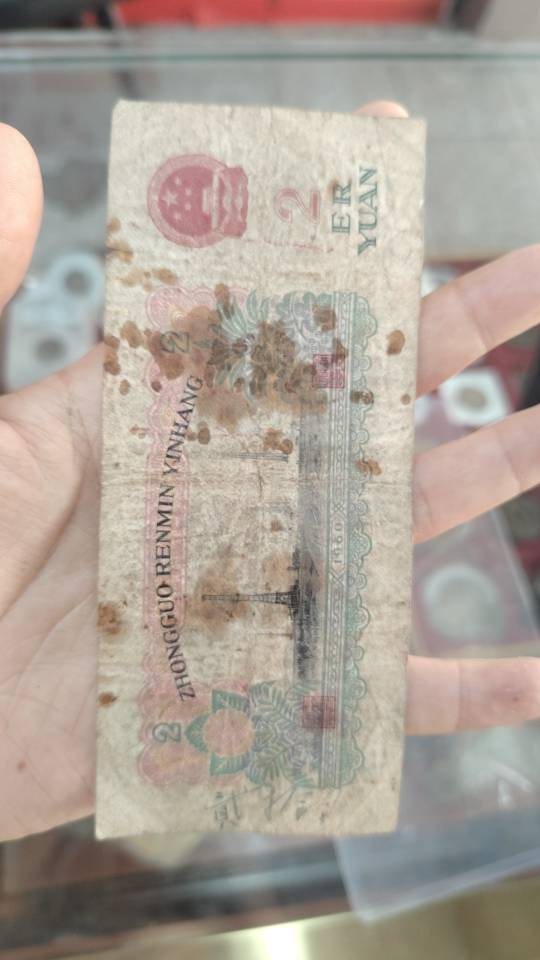 2
ER
YUAN
2
ZHONGGUO RENMIN YINHANG
2
1960